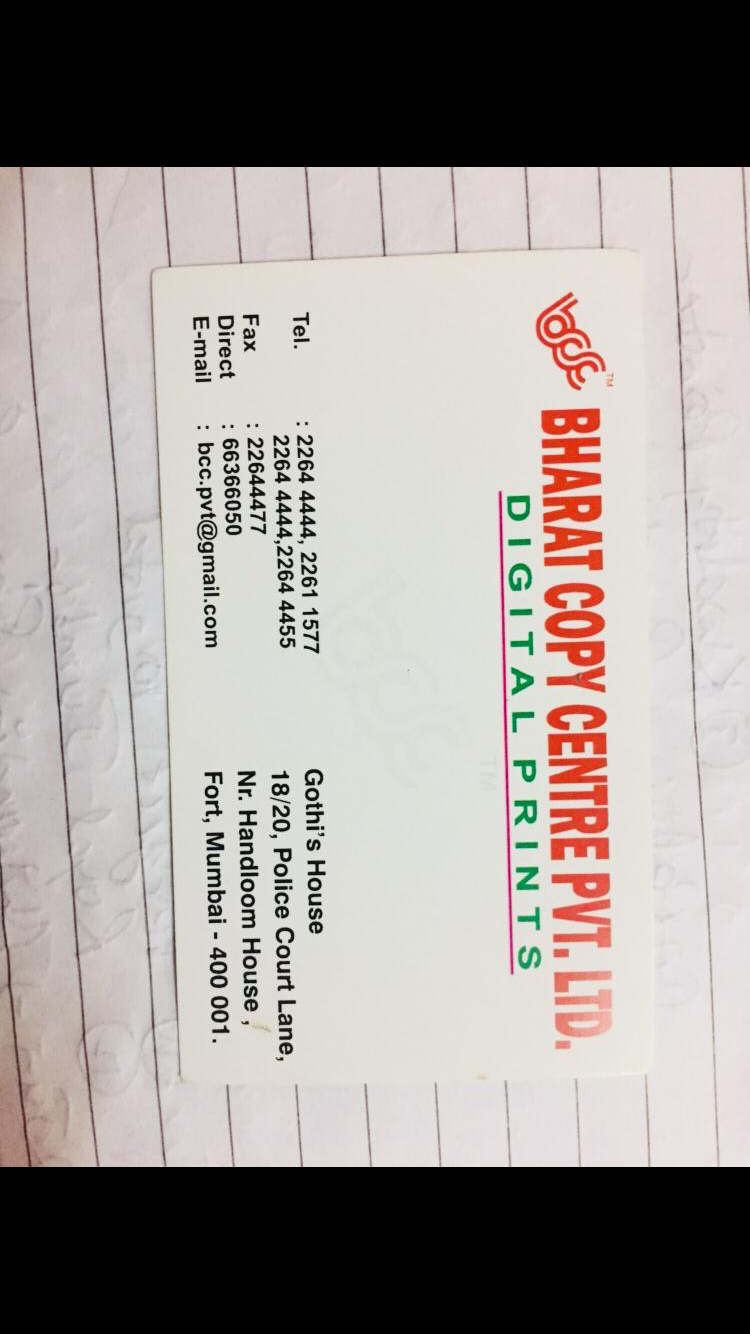 bcc TM
BHARAT COPY CENTRE PVT. LTD.
DIGITAL PRINTS
TM
Tel. : 2264 4444, 2261 1577
2264 4444,2264 4455
Fax : 22644477
Direct : 66366050
E-mail : bcc.pvt@gmail.com
Gothi's House
18/20, Police Court Lane,
Nr. Handloom House ,
Fort, Mumbai - 400 001.